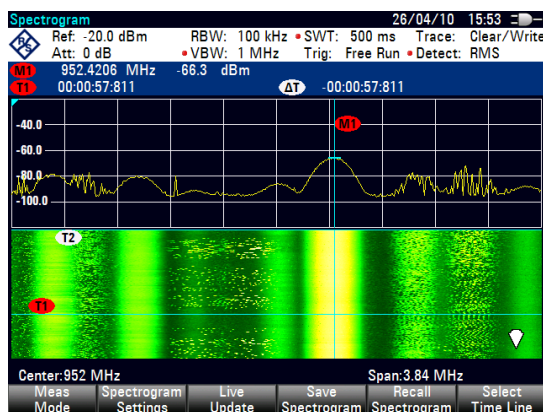 Spectrogram 26/04/10 15:53
Ref: -20.0 dBm RBW: 100 kHz SWT: 500 ms Trace: Clear/Write
Att: 0 dB VBW: 1 MHz Trig: Free Run Detect: RMS
M1 952.4206 MHz -66.3 dBm
T1 00:00:57:811 ΔT -00:00:57:811
M1
-40.0
-60.0
-80.0
-100.0
T2
T1
Center:952 MHz Span:3.84 MHz
Meas Mode Spectrogram Settings Live Update Save Spectrogram Recall Spectrogram Select Time Line